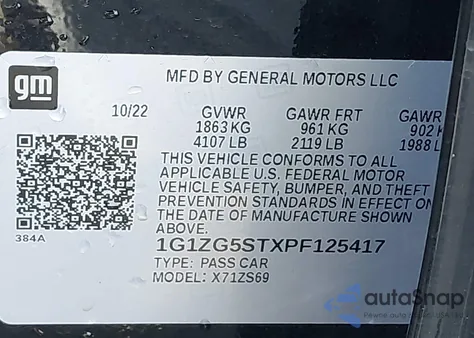 gm
MFD BY GENERAL MOTORS LLC
10/22 GVWR GAWR FRT GAWR
1863 KG 961 KG 902 K
4107 LB 2119 LB 1988 L
THIS VEHICLE CONFORMS TO ALL
APPLICABLE U.S. FEDERAL MOTOR
VEHICLE SAFETY, BUMPER, AND THEFT
PREVENTION STANDARDS IN EFFECT ON
THE DATE OF MANUFACTURE SHOWN
ABOVE.
384A
1G1ZG5STXPF125417
TYPE: PASS CAR
MODEL: X71ZS69
autoSnap